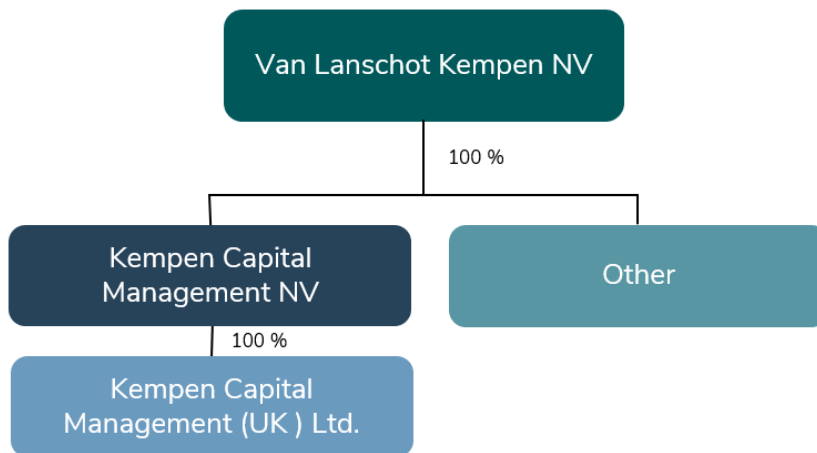 Van Lanschot Kempen NV
100 %
Kempen Capital
Management NV
Other
100 %
Kempen Capital
Management (UK ) Ltd.